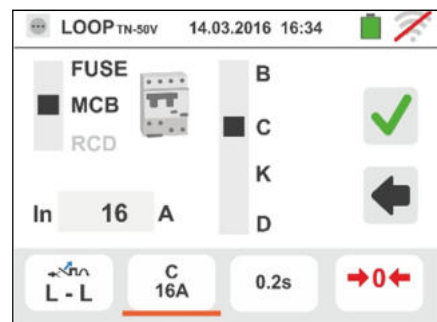 LOOP TN-50V 14.03.2016 16:34
FUSE
MCB
RCD
B
C
K
D
In 16 A
L - L
C
16A
0.2s
0